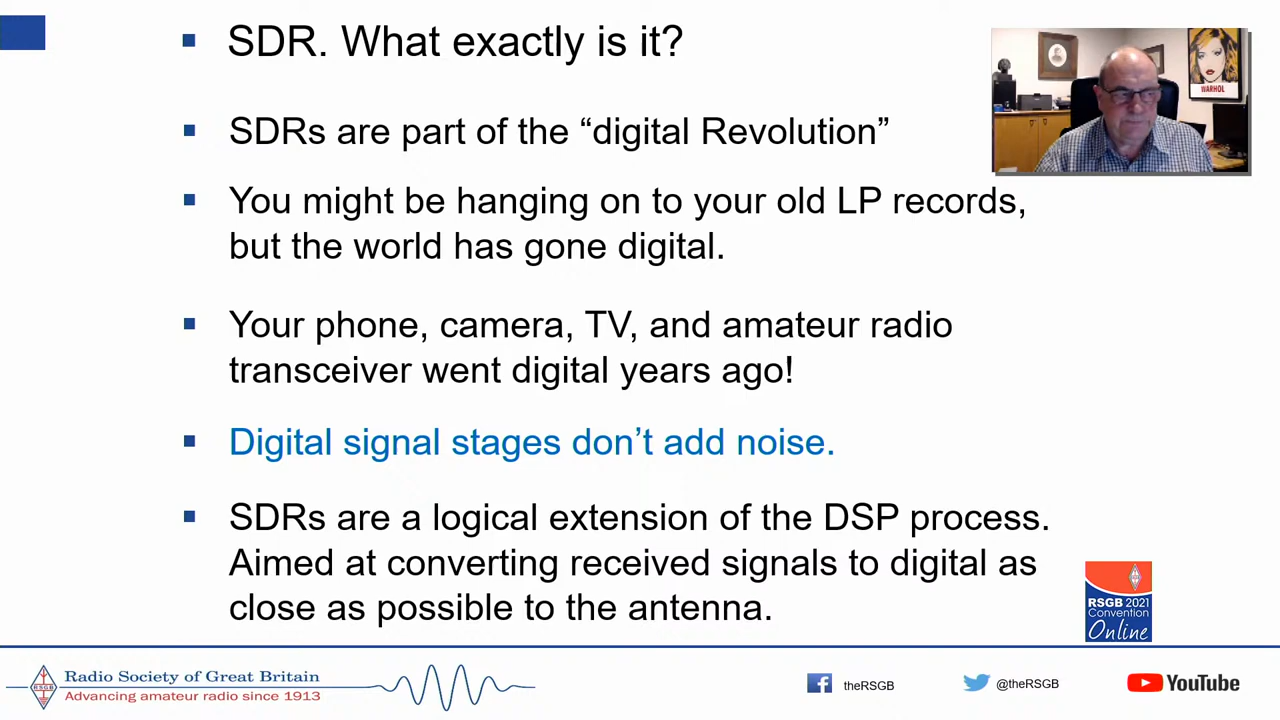 SDR. What exactly is it?
SDRs are part of the “digital Revolution”
You might be hanging on to your old LP records,
but the world has gone digital.
Your phone, camera, TV, and amateur radio
transceiver went digital years ago!
Digital signal stages don’t add noise.
SDRs are a logical extension of the DSP process.
Aimed at converting received signals to digital as
close as possible to the antenna.
WARHOL
RSGB 2021
Convention
Online
RSGB
Radio Society of Great Britain
Advancing amateur radio since 1913
theRSGB
@theRSGB
YouTube